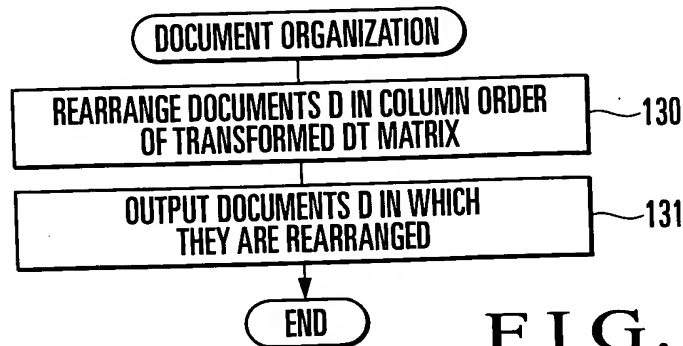 DOCUMENT ORGANIZATION
REARRANGE DOCUMENTS D IN COLUMN ORDER
OF TRANSFORMED DT MATRIX
130
OUTPUT DOCUMENTS D IN WHICH
THEY ARE REARRANGED
131
END
FIG.